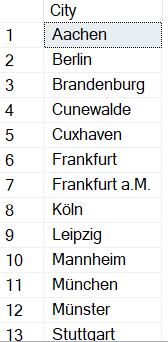 City
1 Aachen
2 Berlin
3 Brandenburg
4 Cunewalde
5 Cuxhaven
6 Frankfurt
7 Frankfurt a.M.
8 Köln
9 Leipzig
10 Mannheim
11 München
12 Münster
13 Stuttgart